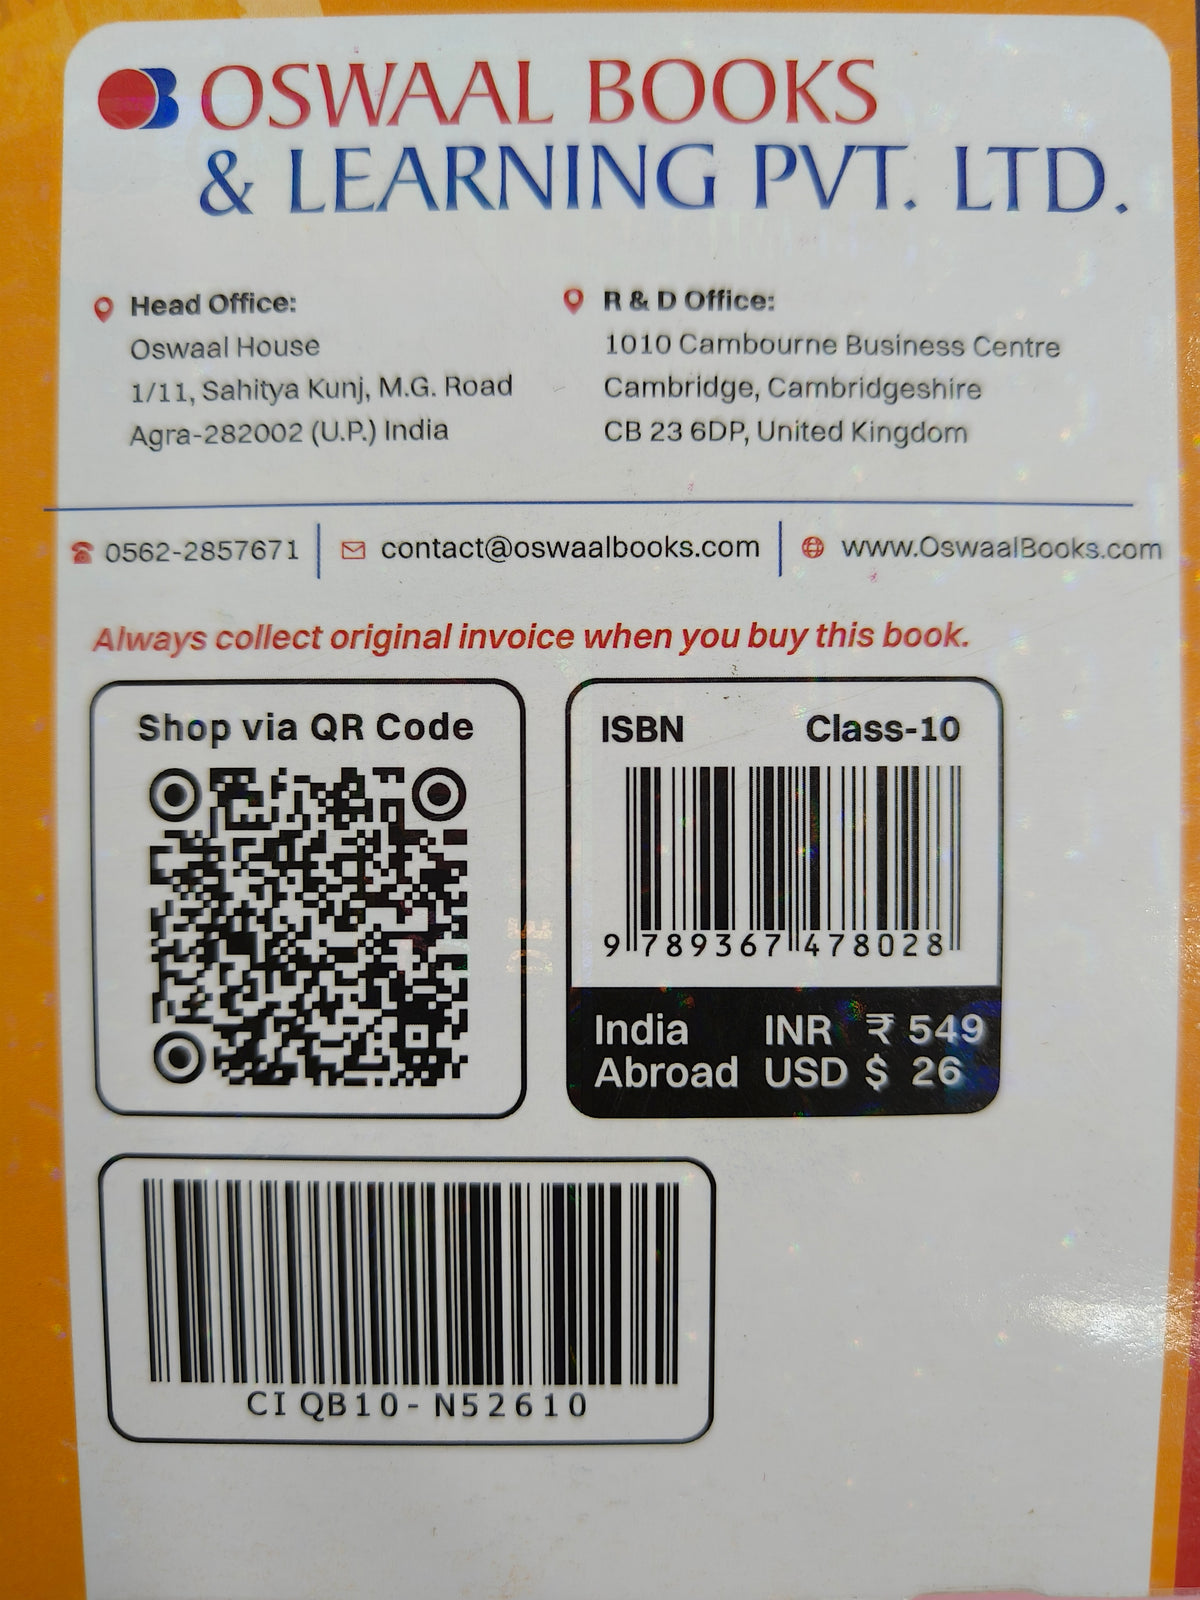 OSWAAL BOOKS
& LEARNING PVT. LTD.
Head Office:
Oswaal House
1/11, Sahitya Kunj, M.G. Road
Agra-282002 (U.P.) India
R & D Office:
1010 Cambourne Business Centre
Cambridge, Cambridgeshire
CB 23 6DP, United Kingdom
0562-2857671
contact@oswaalbooks.com
www.OswaalBooks.com
Always collect original invoice when you buy this book.
Shop via QR Code
ISBN Class-10
9 789367 478028
India INR ₹ 549
Abroad USD $ 26
CIQB10-N52610